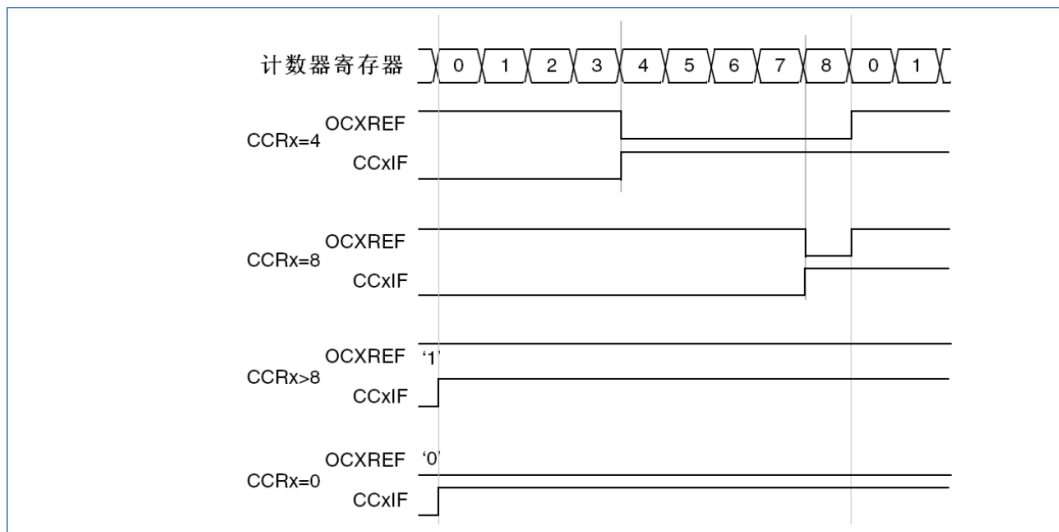 计数器寄存器 0 1 2 3 4 5 6 7 8 0 1
OCXREF
CCRx=4
CCxIF
OCXREF
CCRx=8
CCxIF
OCXREF '1'
CCRx>8
CCxIF
OCXREF '0'
CCRx=0
CCxIF